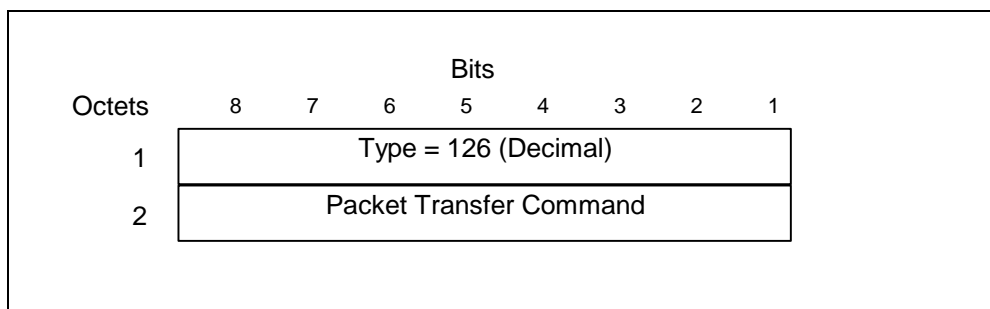 Bits
Octets 8 7 6 5 4 3 2 1
1 Type = 126 (Decimal)
2 Packet Transfer Command